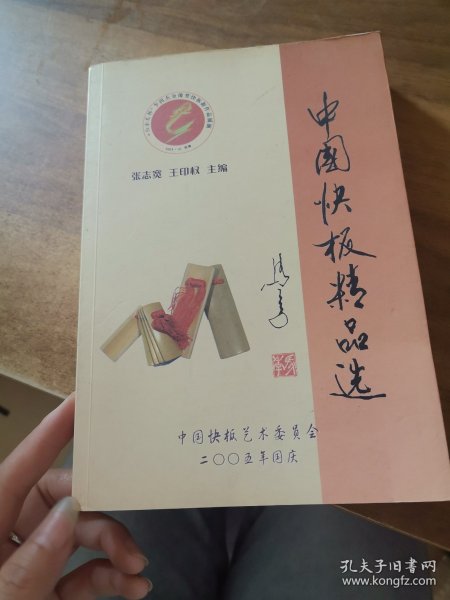 张志宽 王印权 主编
中国快板精品选
中国快板艺术委员会
二〇〇五年国庆
孔夫子旧书网
www.kongfz.com